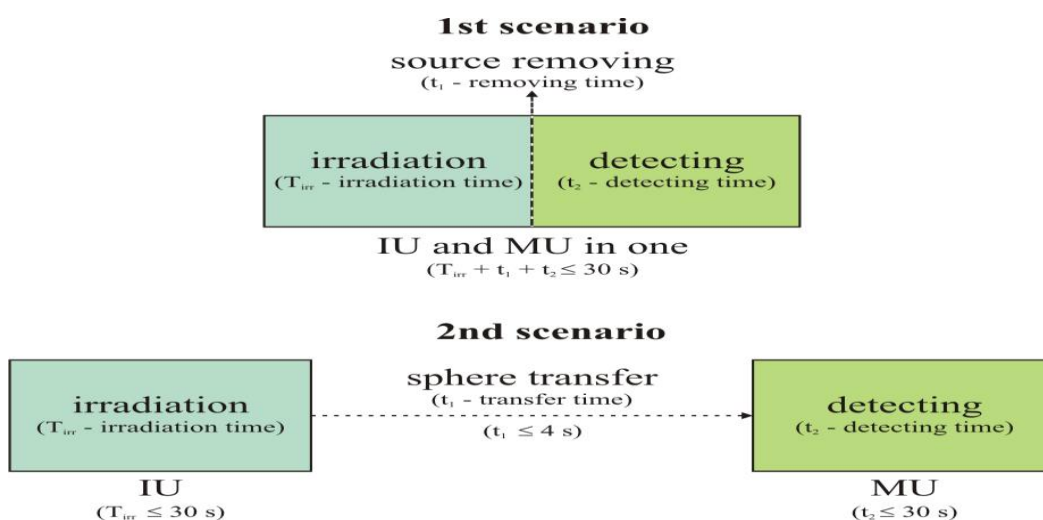 1st scenario
source removing
(t₁ - removing time)
irradiation
(Tᵢᵣᵣ - irradiation time)
detecting
(t₂ - detecting time)
IU and MU in one
(Tᵢᵣᵣ + t₁ + t₂ ≤ 30 s)
2nd scenario
irradiation
(Tᵢᵣᵣ - irradiation time)
sphere transfer
(t₁ - transfer time)
(t₁ ≤ 4 s)
detecting
(t₂ - detecting time)
IU
(Tᵢᵣᵣ ≤ 30 s)
MU
(t₂ ≤ 30 s)